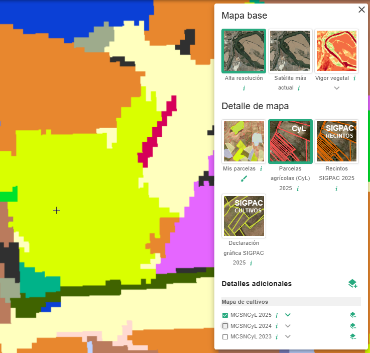 Mapa base
Alta resolución i
Satélite más actual i
Vigor vegetal i
Detalle de mapa
CyL
SIGPAC
RECINTOS
Mis parcelas i
Parcelas agrícolas (CyL) 2025 i
Recintos SIGPAC 2025 i
SIGPAC
CULTIVOS
Declaración gráfica SIGPAC 2025 i
Detalles adicionales
Mapa de cultivos
MCSNCyL 2025 i
MCSNCyL 2024 i
MCSNCyL 2023 i